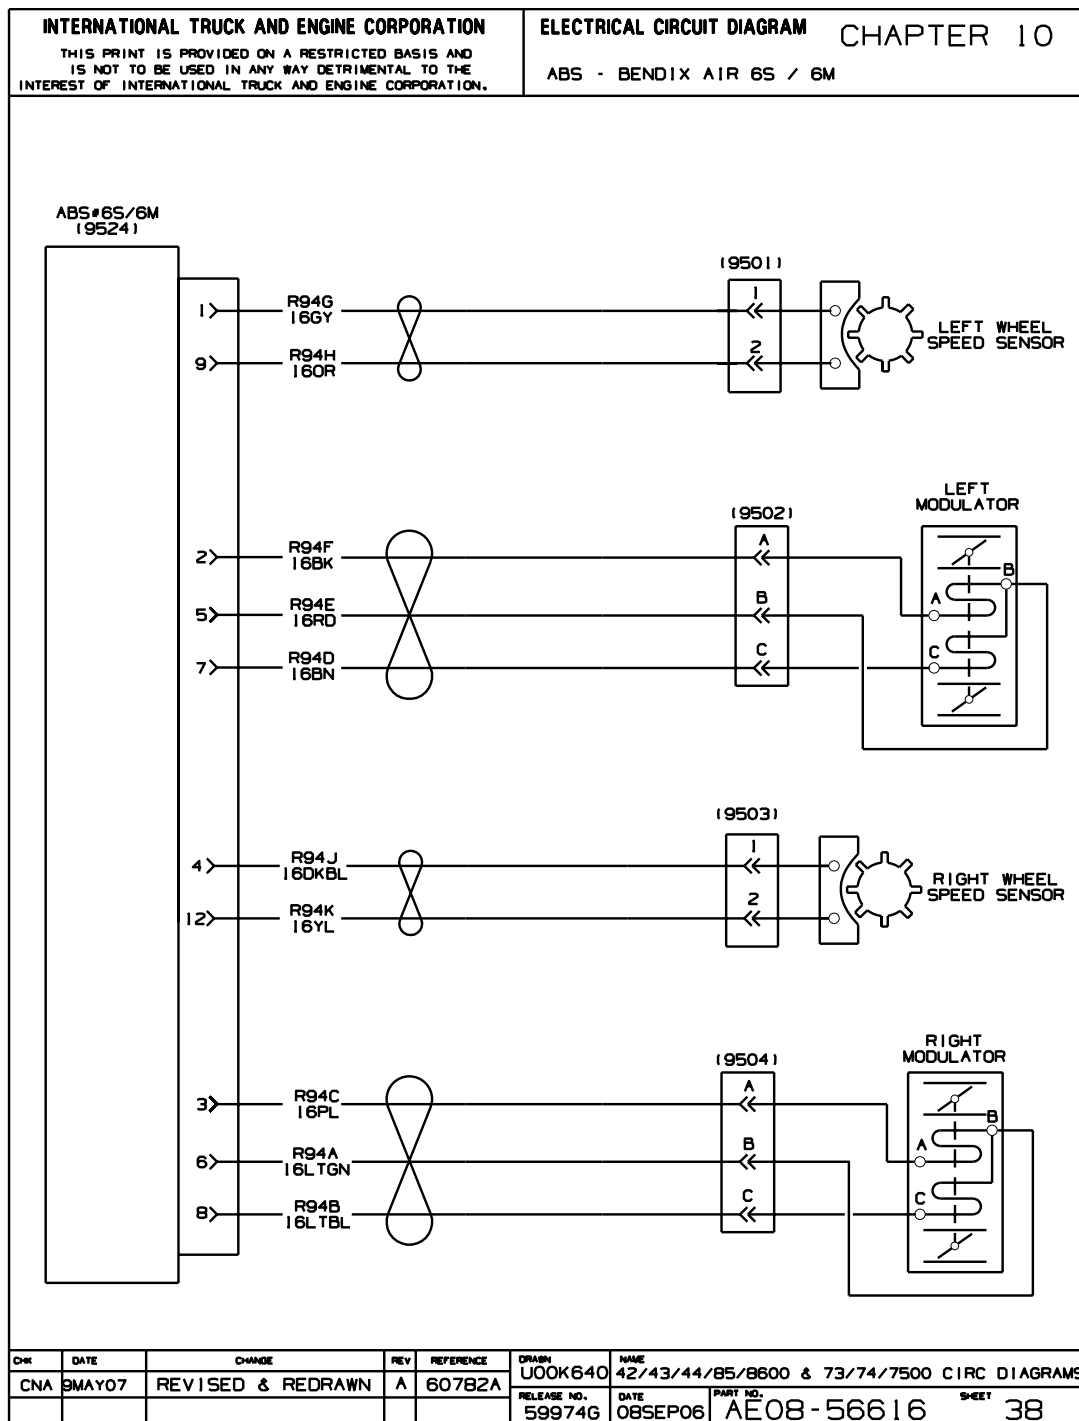 INTERNATIONAL TRUCK AND ENGINE CORPORATION
THIS PRINT IS PROVIDED ON A RESTRICTED BASIS AND
IS NOT TO BE USED IN ANY WAY DETRIMENTAL TO THE
INTEREST OF INTERNATIONAL TRUCK AND ENGINE CORPORATION.
ELECTRICAL CIRCUIT DIAGRAM
CHAPTER 10
ABS - BENDIX AIR 6S / 6M
ABS#6S/6M
(9524)
(9501)
1
R94G
16GY
1
9
R94H
16OR
2
LEFT WHEEL
SPEED SENSOR
LEFT
MODULATOR
(9502)
2
R94F
16BK
A
B
5
R94E
16RD
B
A
7
R94D
16BN
C
C
(9503)
4
R94J
16DKBL
1
12
R94K
16YL
2
RIGHT WHEEL
SPEED SENSOR
RIGHT
MODULATOR
(9504)
3
R94C
16PL
A
B
6
R94A
16LTGN
B
A
8
R94B
16LTBL
C
C
CHK DATE CHANGE REV REFERENCE
CNA 9MAY07 REVISED & REDRAWN A 60782A
DRAWN
U00K640
NAME
42/43/44/85/8600 & 73/74/7500 CIRC DIAGRAMS
RELEASE NO.
59974G
DATE
08SEP06
PART NO.
AE08-56616
SHEET
38